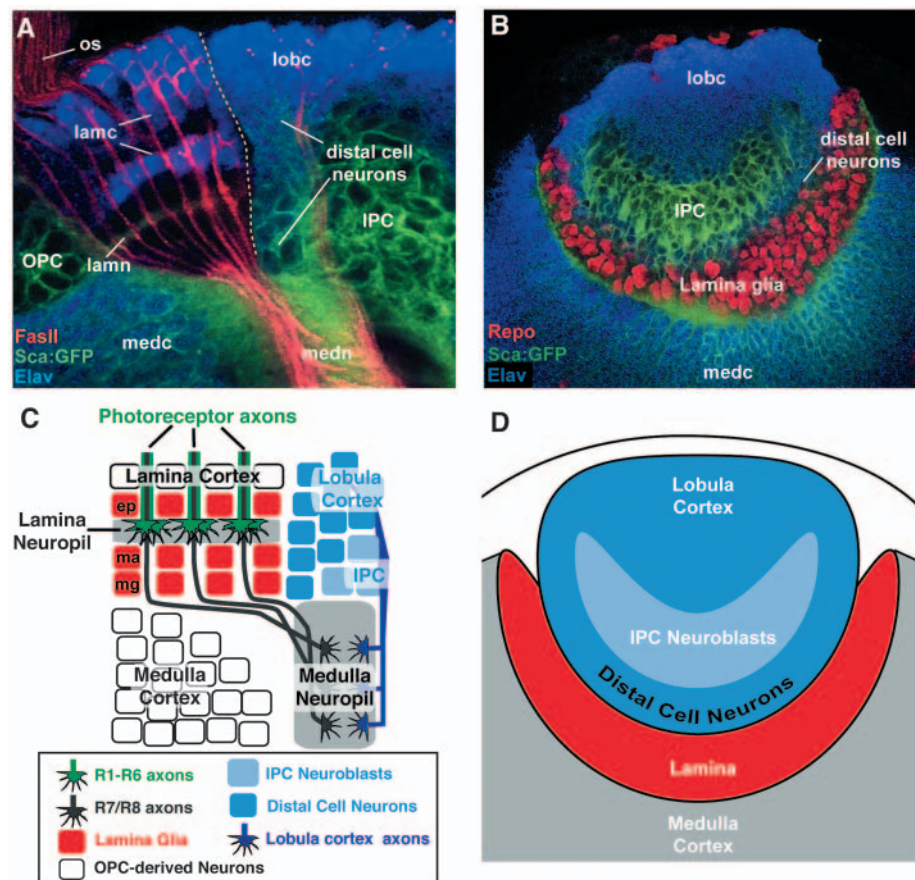 A
os
lobc
lamc
distal cell
neurons
IPC
OPC
lamn
medc
medn
FasII
Sca:GFP
Elav
B
lobc
distal cell
neurons
IPC
Lamina glia
Repo
Sca:GFP
Elav
medc
C
Photoreceptor axons
Lamina Cortex
Lobula
Cortex
ep
Lamina
Neuropil
ma
mg
IPC
Medulla
Cortex
Medulla
Neuropil
R1-R6 axons
R7/R8 axons
Lamina Glia
OPC-derived Neurons
IPC Neuroblasts
Distal Cell Neurons
Lobula cortex axons
D
Lobula
Cortex
IPC Neuroblasts
Distal Cell Neurons
Lamina
Medulla
Cortex